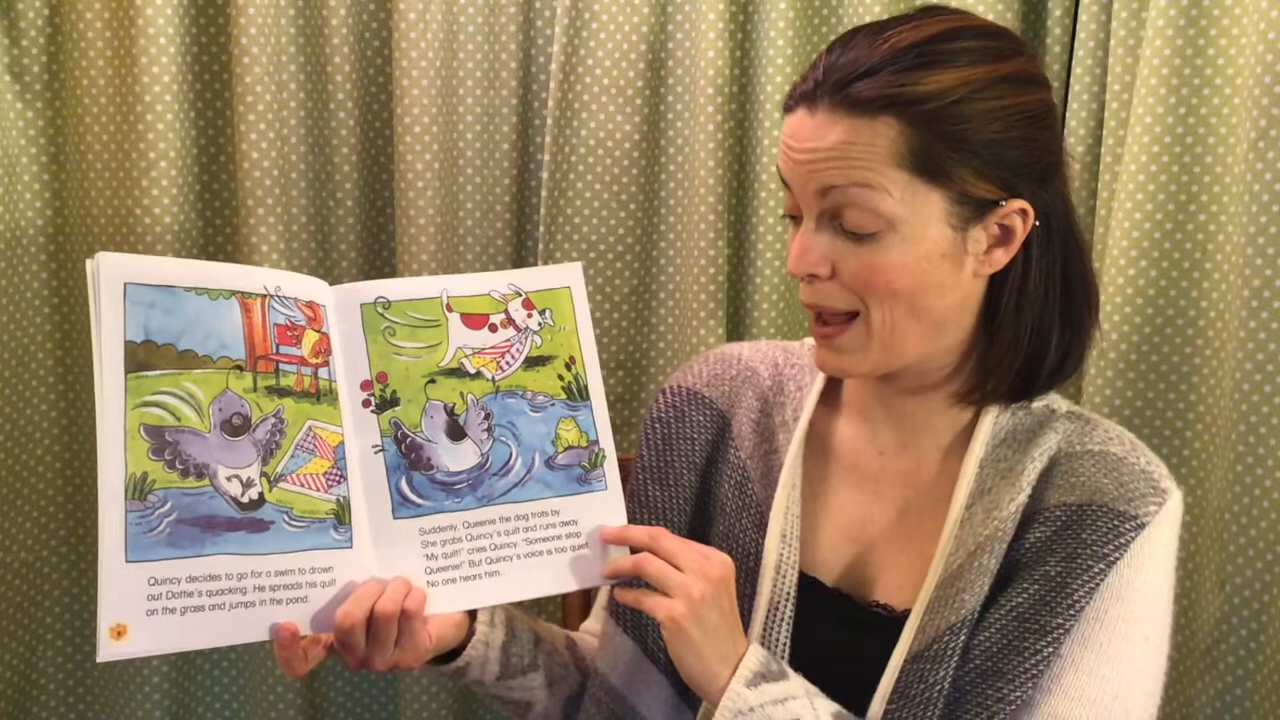 Quincy decides to go for a swim to drown
out Dottie's quacking. He spreads his quilt
on the grass and jumps in the pond.
Suddenly, Queenie the dog trots by.
She grabs Quincy's quilt and runs away.
"My quilt!" cries Quincy. "Someone stop
Queenie!" But Quincy's voice is too quiet.
No one hears him.